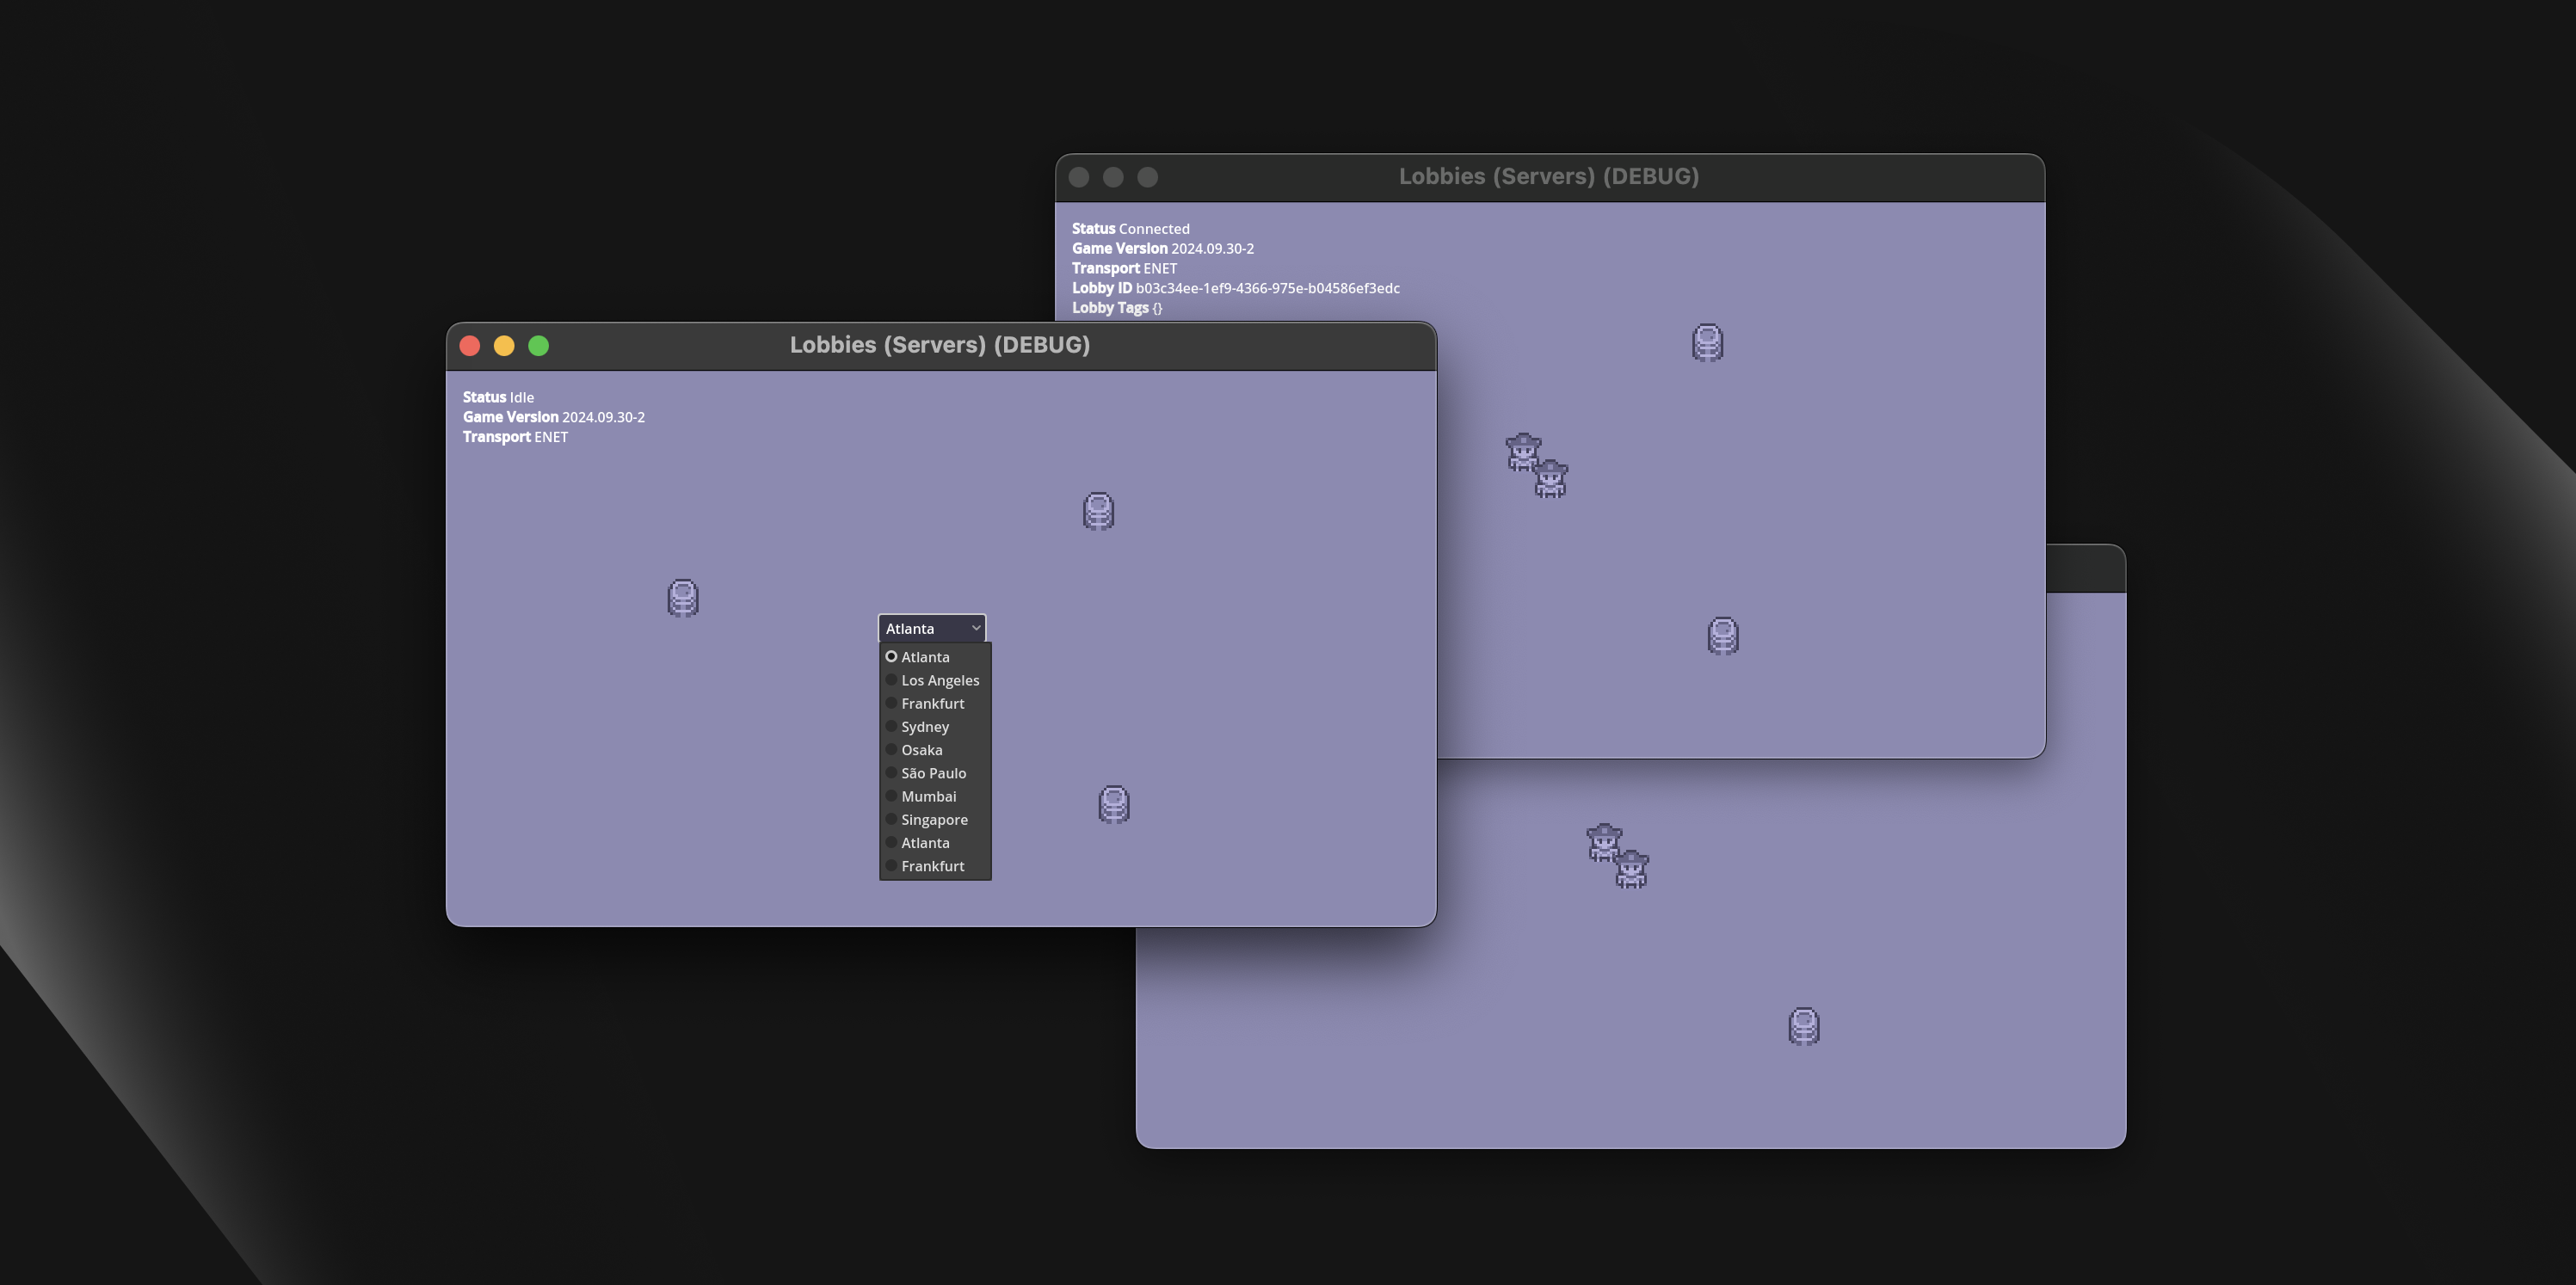 Lobbies (Servers) (DEBUG)
Status Connected
Game Version 2024.09.30-2
Transport ENET
Lobby ID b03c34ee-1ef9-4366-975e-b04586ef3edc
Lobby Tags {}
Lobbies (Servers) (DEBUG)
Status Idle
Game Version 2024.09.30-2
Transport ENET
Atlanta
Atlanta
Los Angeles
Frankfurt
Sydney
Osaka
São Paulo
Mumbai
Singapore
Atlanta
Frankfurt